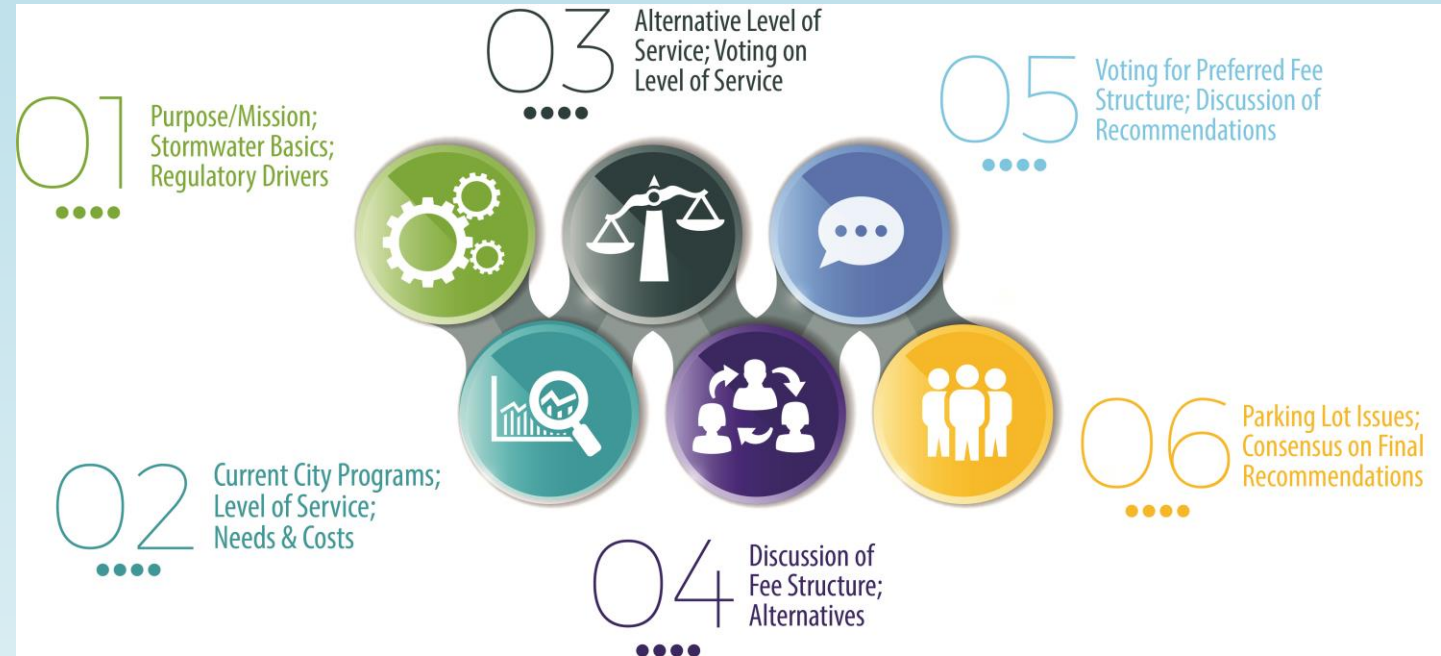 01
Purpose/Mission;
Stormwater Basics;
Regulatory Drivers
02
Current City Programs;
Level of Service;
Needs & Costs
03
Alternative Level of
Service; Voting on
Level of Service
04
Discussion of
Fee Structure;
Alternatives
05
Voting for Preferred Fee
Structure; Discussion of
Recommendations
06
Parking Lot Issues;
Consensus on Final
Recommendations